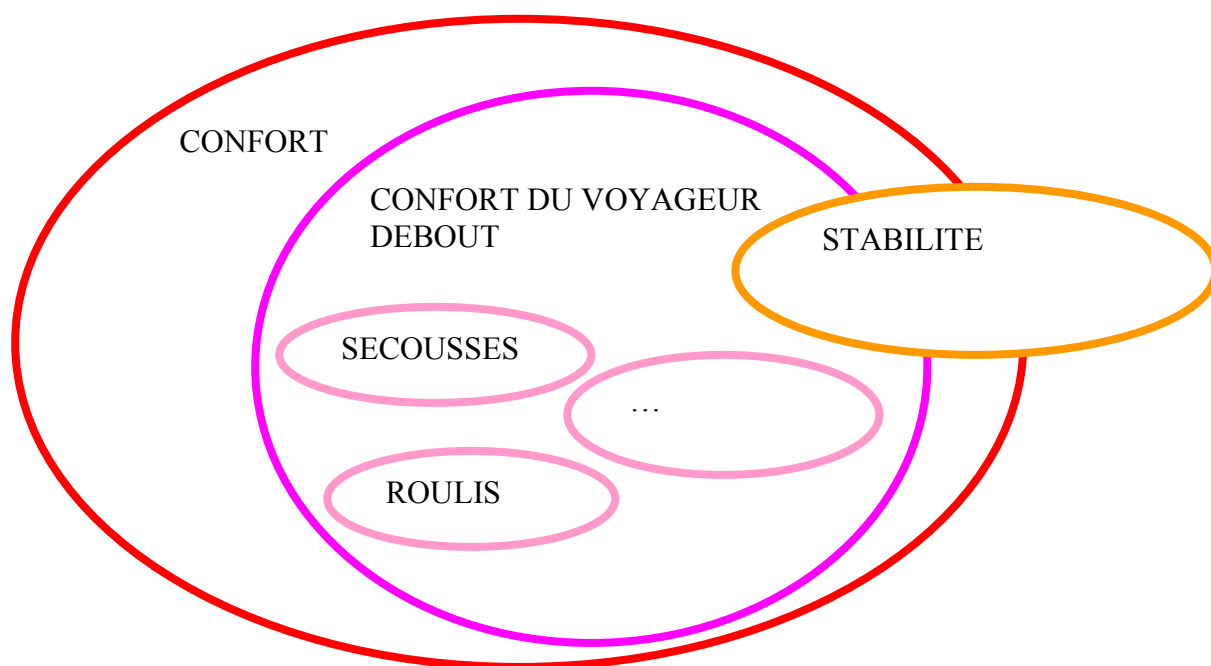 CONFORT
CONFORT DU VOYAGEUR
DEBOUT
STABILITE
SECOUSSES
…
ROULIS